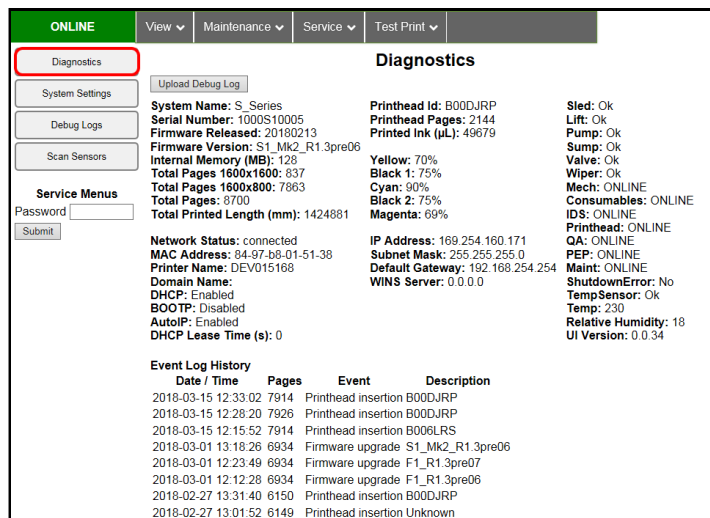 ONLINE
View
Maintenance
Service
Test Print
Diagnostics
System Settings
Debug Logs
Scan Sensors
Service Menus
Password
Submit
Diagnostics
Upload Debug Log
System Name: S_Series
Serial Number: 1000S10005
Firmware Released: 20180213
Firmware Version: S1_Mk2_R1.3pre06
Internal Memory (MB): 128
Total Pages 1600x1600: 837
Total Pages 1600x800: 7863
Total Pages: 8700
Total Printed Length (mm): 1424881
Printhead Id: B00DJRP
Printhead Pages: 2144
Printed Ink (µL): 49679
Yellow: 70%
Black 1: 75%
Cyan: 90%
Black 2: 75%
Magenta: 69%
Network Status: connected
MAC Address: 84-97-b8-01-51-38
Printer Name: DEV015168
Domain Name:
DHCP: Enabled
BOOTP: Disabled
AutoIP: Enabled
DHCP Lease Time (s): 0
IP Address: 169.254.160.171
Subnet Mask: 255.255.255.0
Default Gateway: 192.168.254.254
WINS Server: 0.0.0.0
Sled: Ok
Lift: Ok
Pump: Ok
Sump: Ok
Valve: Ok
Wiper: Ok
Mech: ONLINE
Consumables: ONLINE
IDS: ONLINE
Printhead: ONLINE
QA: ONLINE
PEP: ONLINE
Maint: ONLINE
ShutdownError: No
TempSensor: Ok
Temp: 230
Relative Humidity: 18
UI Version: 0.0.34
Event Log History
Date / Time Pages Event Description
2018-03-15 12:33:02 7914 Printhead insertion B00DJRP
2018-03-15 12:28:20 7926 Printhead insertion B00DJRP
2018-03-15 12:15:52 7914 Printhead insertion B006LRS
2018-03-01 13:18:26 6934 Firmware upgrade S1_Mk2_R1.3pre06
2018-03-01 12:23:49 6934 Firmware upgrade F1_R1.3pre07
2018-03-01 12:12:28 6934 Firmware upgrade F1_R1.3pre06
2018-02-27 13:31:40 6150 Printhead insertion B00DJRP
2018-02-27 13:01:52 6149 Printhead insertion Unknown